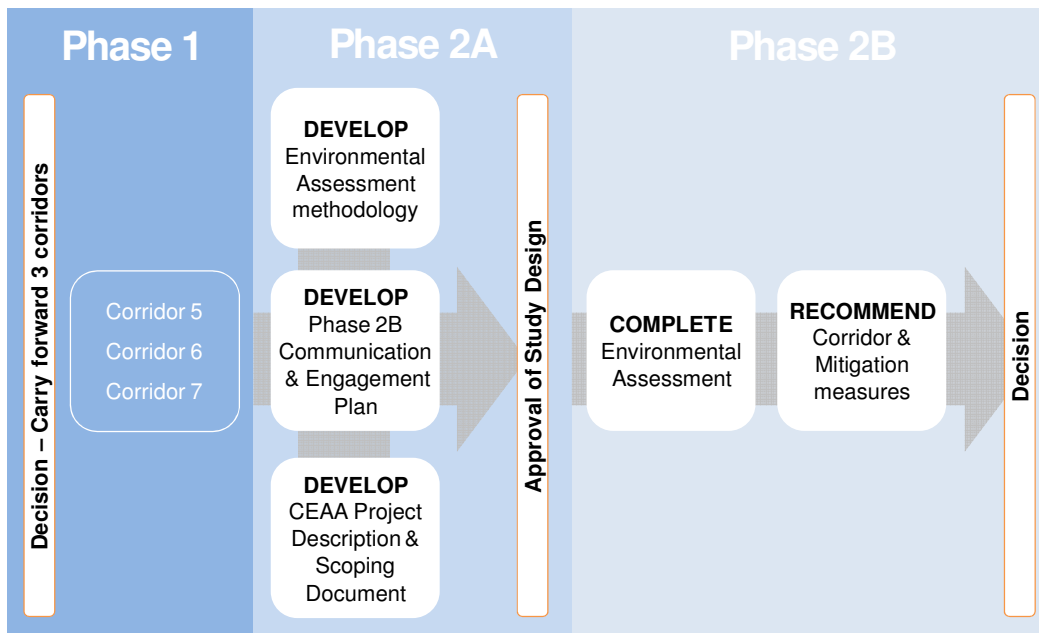 Phase 1
Phase 2A
Phase 2B
Decision – Carry forward 3 corridors
Corridor 5
Corridor 6
Corridor 7
DEVELOP
Environmental
Assessment
methodology
DEVELOP
Phase 2B
Communication
& Engagement
Plan
DEVELOP
CEAA Project
Description &
Scoping
Document
Approval of Study Design
COMPLETE
Environmental
Assessment
RECOMMEND
Corridor &
Mitigation
measures
Decision